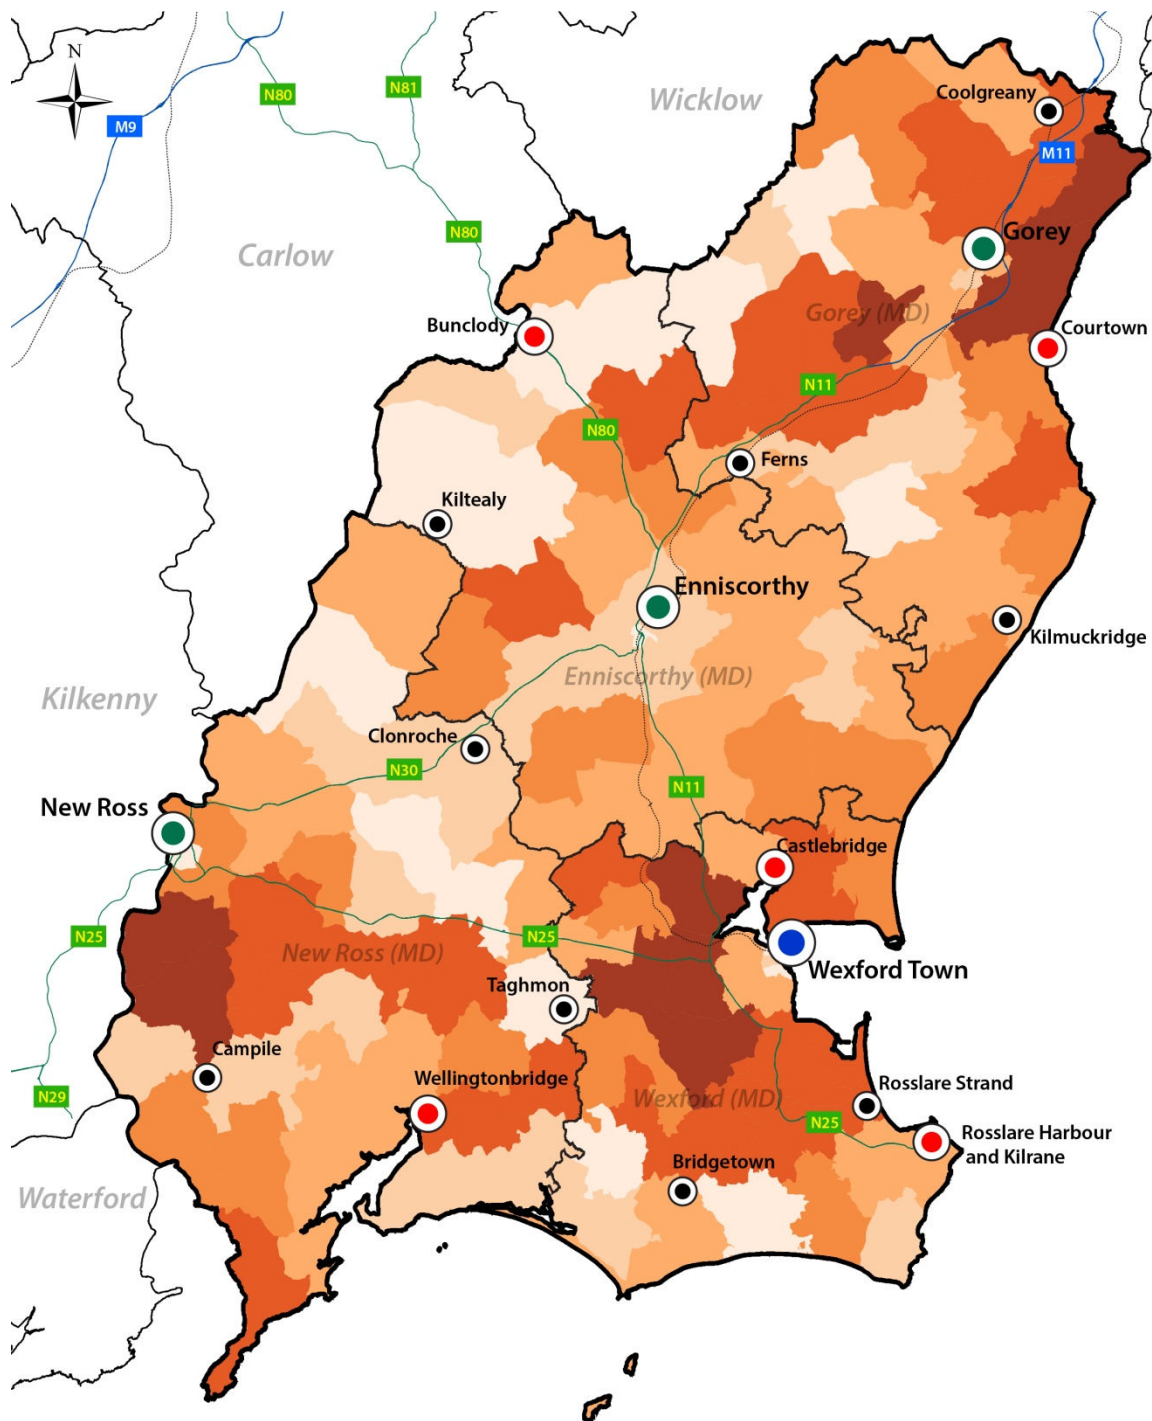 N
N80
N81
Wicklow
Coolgreany
M9
M11
N80
Gorey
Carlow
Gorey (MD)
Bunclody
Courtown
N11
N80
Ferns
Kiltealy
Enniscorthy
Kilmuckridge
Enniscorthy (MD)
Kilkenny
Clonroche
N30
N11
New Ross
Castlebridge
N25
N25
New Ross (MD)
Wexford Town
Taghmon
Campile
Wellingtonbridge
Rosslare Strand
N29
Wexford (MD)
N25
Rosslare Harbour
and Kilrane
Bridgetown
Waterford